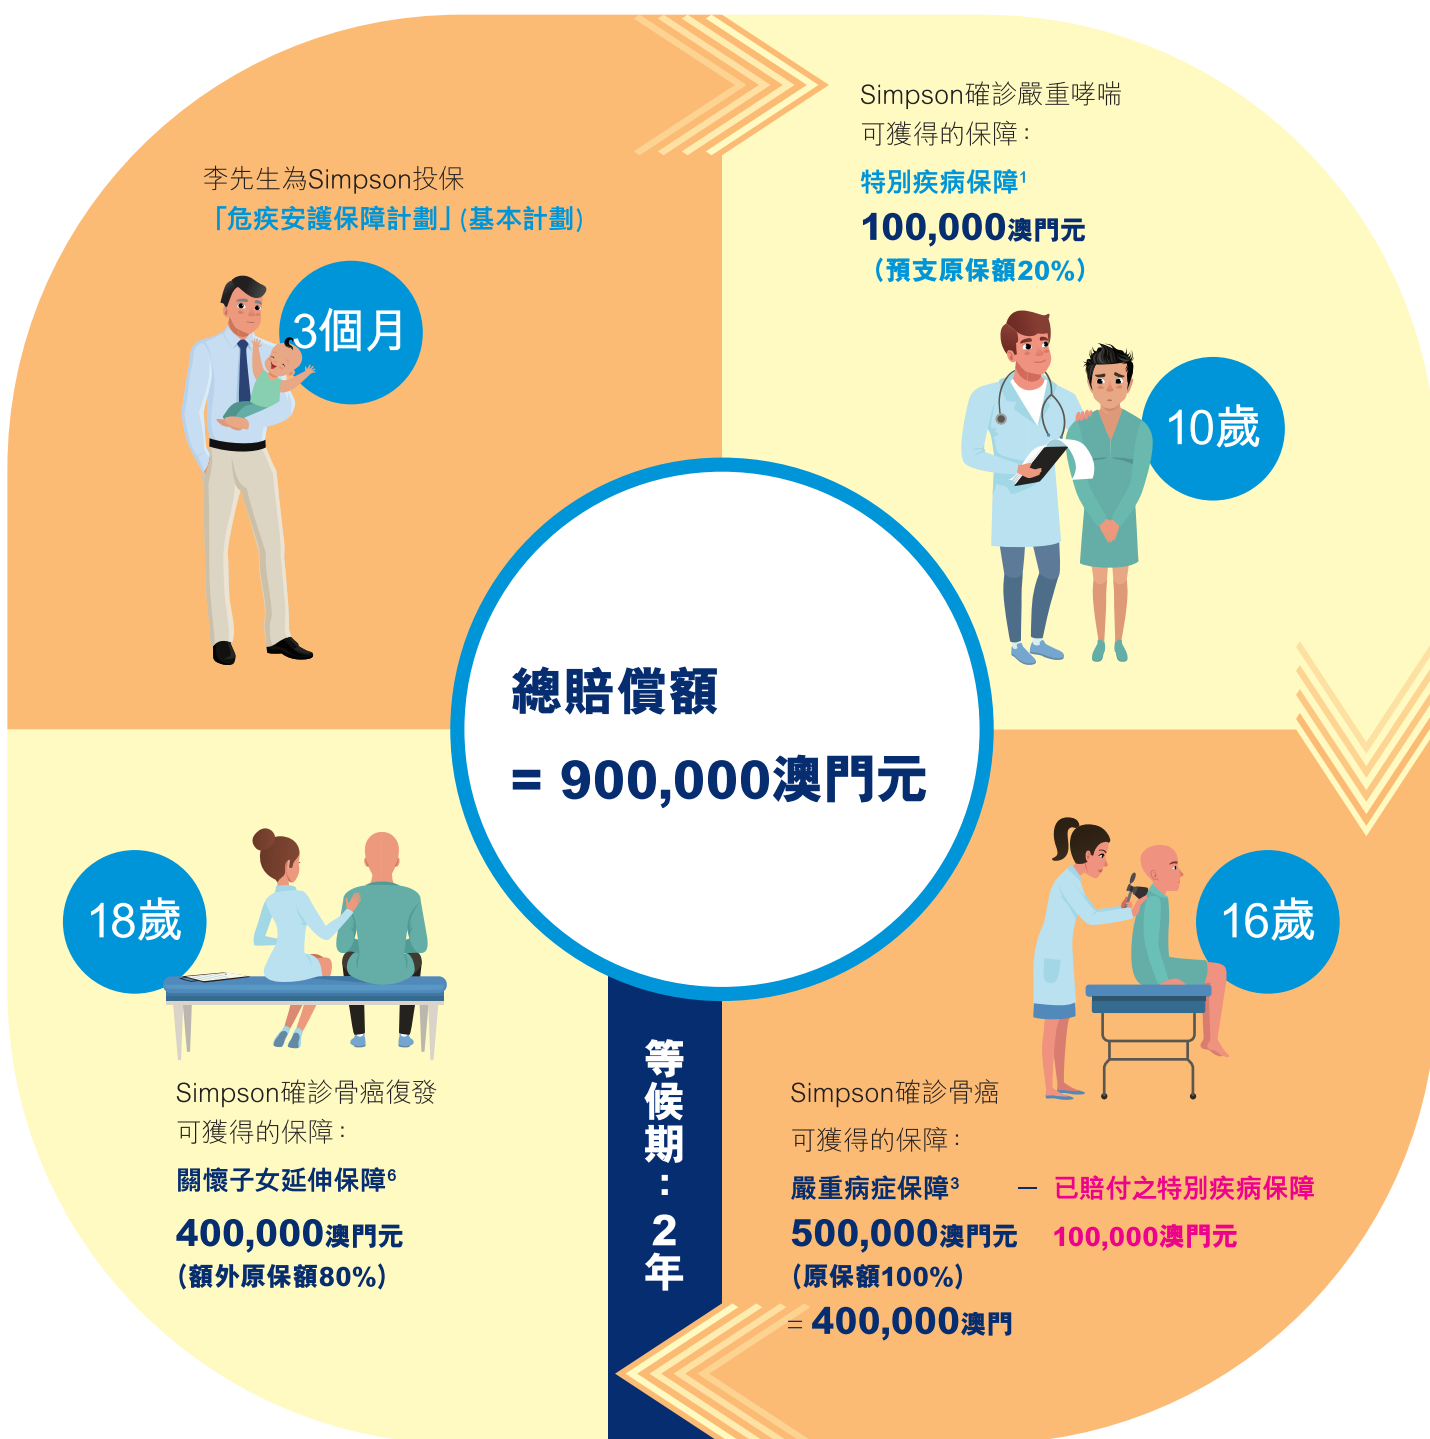 李先生為Simpson投保
「危疾安護保障計劃」(基本計劃)
3個月
Simpson確診嚴重哮喘
可獲得的保障：
特別疾病保障1
100,000澳門元
（預支原保額20%）
10歲
總賠償額
= 900,000澳門元
16歲
Simpson確診骨癌
可獲得的保障：
嚴重病症保障3 — 已賠付之特別疾病保障
500,000澳門元 100,000澳門元
(原保額100%)
= 400,000澳門
等候期：2年
18歲
Simpson確診骨癌復發
可獲得的保障：
關懷子女延伸保障6
400,000澳門元
(額外原保額80%)